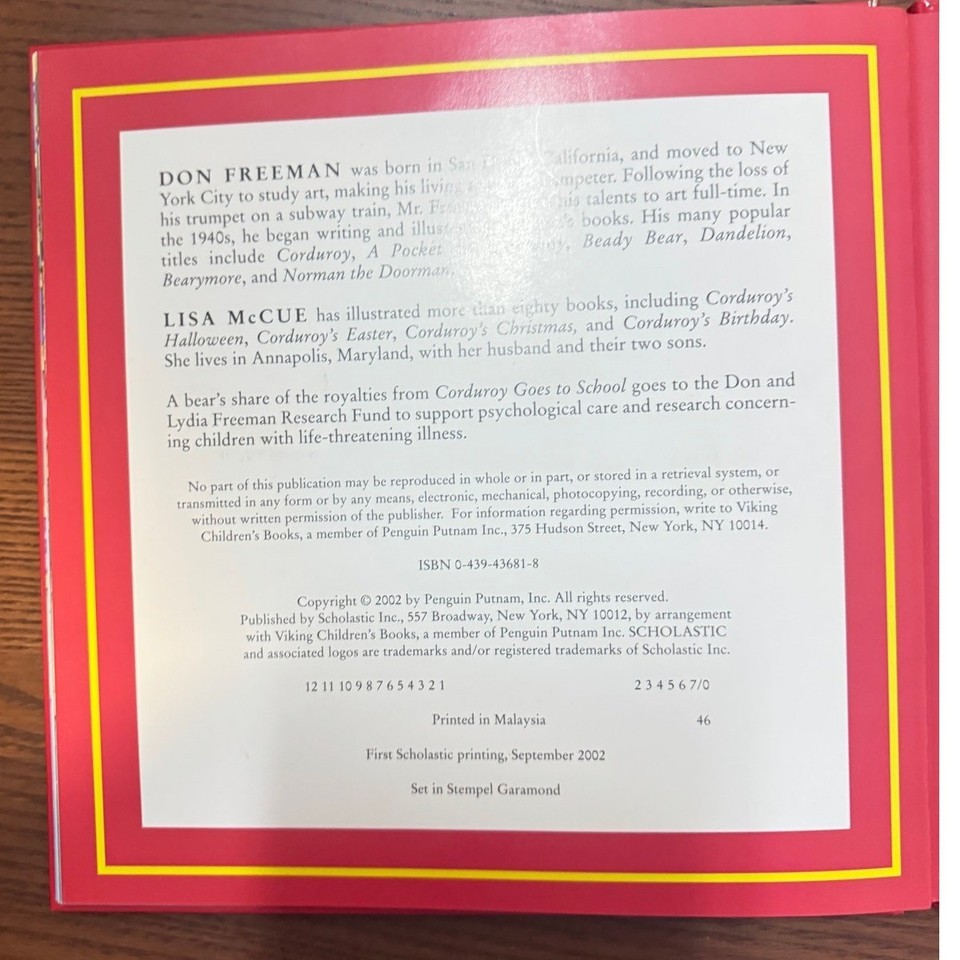 DON FREEMAN was born in San California, and moved to New
York City to study art, making his living trumpeter. Following the loss of
his trumpet on a subway train, Mr. his talents to art full-time. In
the 1940s, he began writing and books. His many popular
titles include Corduroy, A Pocket Beady Bear, Dandelion,
Bearymore, and Norman the Doorman.
LISA McCUE has illustrated more than eighty books, including Corduroy's
Halloween, Corduroy's Easter, Corduroy's Christmas, and Corduroy's Birthday.
She lives in Annapolis, Maryland, with her husband and their two sons.
A bear's share of the royalties from Corduroy Goes to School goes to the Don and
Lydia Freeman Research Fund to support psychological care and research concern-
ing children with life-threatening illness.
No part of this publication may be reproduced in whole or in part, or stored in a retrieval system, or
transmitted in any form or by any means, electronic, mechanical, photocopying, recording, or otherwise,
without written permission of the publisher. For information regarding permission, write to Viking
Children's Books, a member of Penguin Putnam Inc., 375 Hudson Street, New York, NY 10014.
ISBN 0-439-43681-8
Copyright © 2002 by Penguin Putnam, Inc. All rights reserved.
Published by Scholastic Inc., 557 Broadway, New York, NY 10012, by arrangement
with Viking Children's Books, a member of Penguin Putnam Inc. SCHOLASTIC
and associated logos are trademarks and/or registered trademarks of Scholastic Inc.
12 11 10 9 8 7 6 5 4 3 2 1 2 3 4 5 6 7/0
Printed in Malaysia 46
First Scholastic printing, September 2002
Set in Stempel Garamond